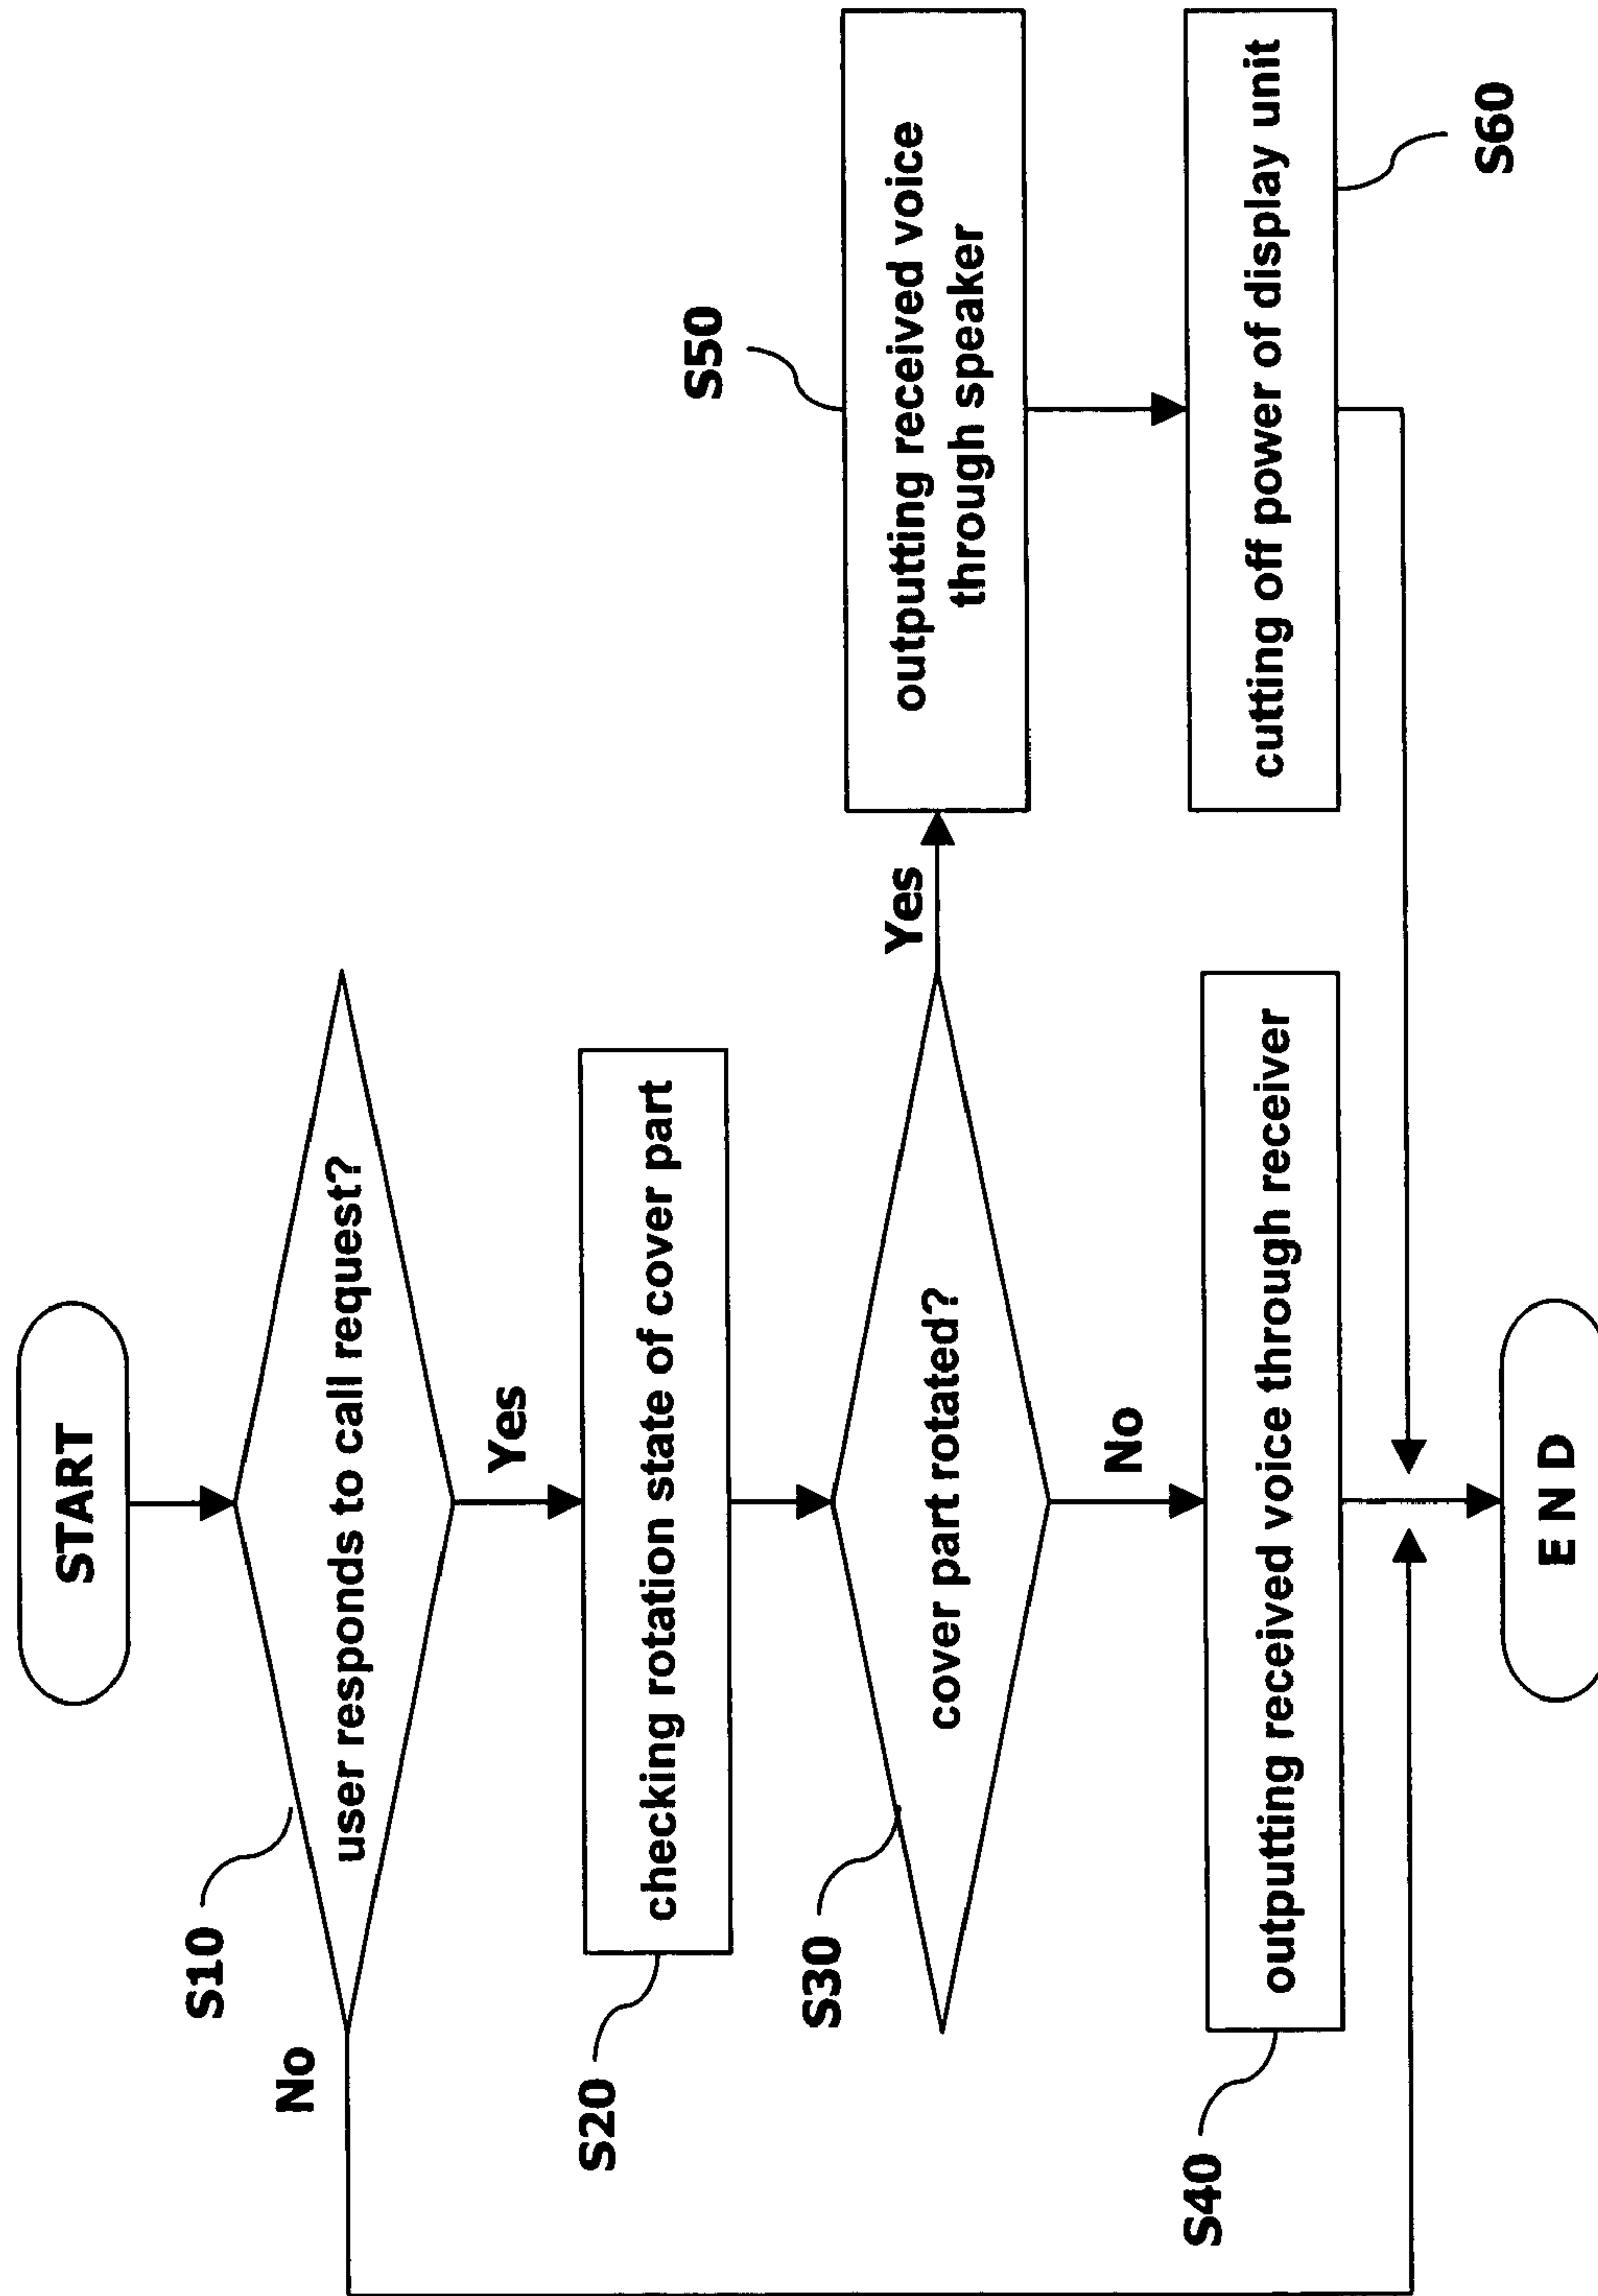 START
S10
user responds to call request?
No
Yes
S20
checking rotation state of cover part
S30
cover part rotated?
Yes
S50
outputting received voice
through speaker
No
S40
outputting received voice through receiver
cutting off power of display unit
S60
E N D